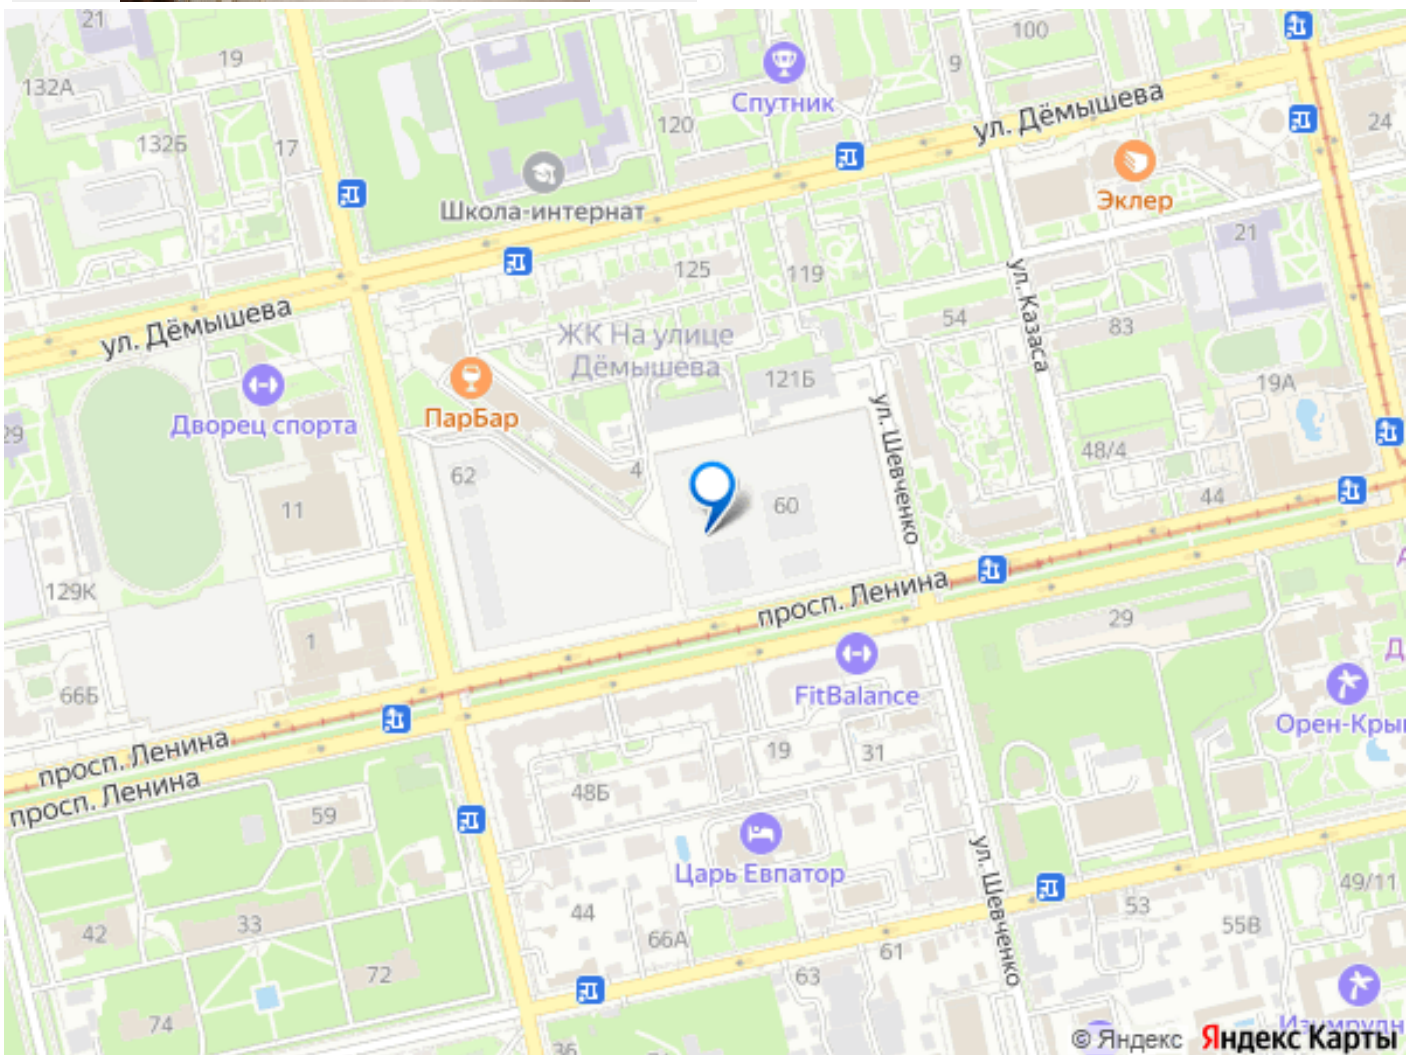 21
19
132А
132Б
17
100
9
Спутник
120
ул. Дёмышева
24
Эклер
Школа-интернат
21
125
119
ул. Казаса
54
83
ул. Дёмышева
ЖК На улице
Дёмышева
121Б
19А
ПарБар
Дворец спорта
29
ул. Шевченко
48/4
62
4
11
60
44
129К
просп. Ленина
1
29
66Б
FitBalance
Орен-Кры
просп. Ленина
просп. Ленина
19
31
48Б
59
Царь Евпатор
ул. Шевченко
49/11
44
53
55В
42
33
66А
61
72
63
74
36
© Яндекс
Яндекс Карты